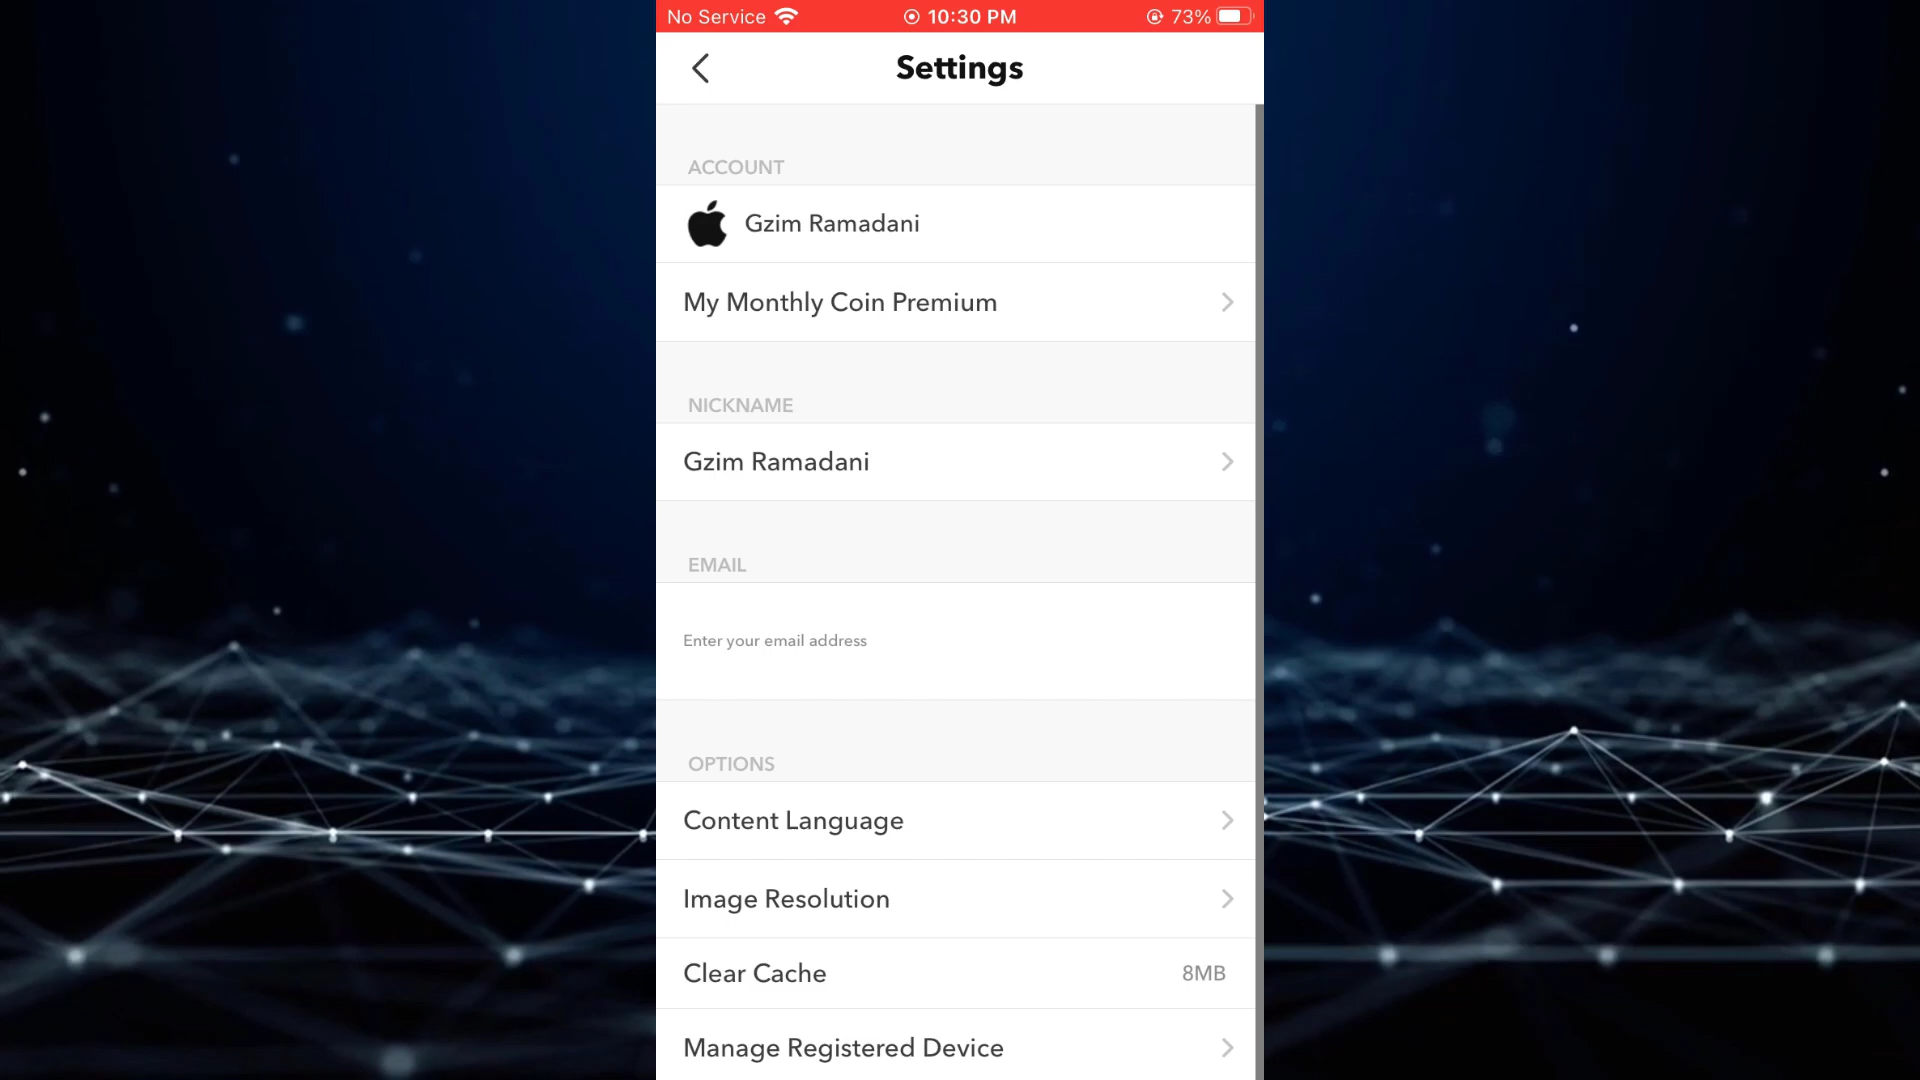 No Service 10:30 PM 73%
Settings
ACCOUNT
Gzim Ramadani
My Monthly Coin Premium
NICKNAME
Gzim Ramadani
EMAIL
Enter your email address
OPTIONS
Content Language
Image Resolution
Clear Cache 8MB
Manage Registered Device